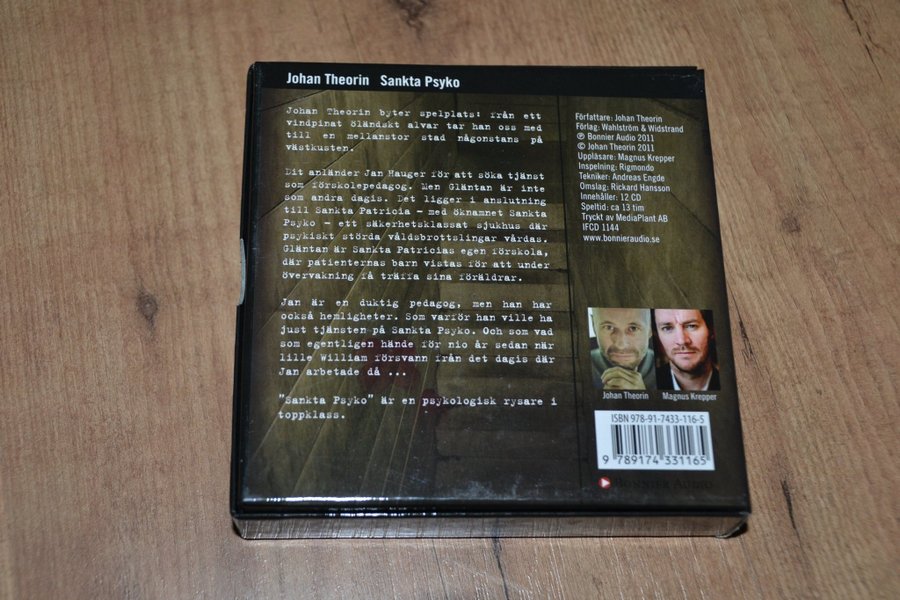 Johan Theorin Sankta Psyko
Johan Theorin byter spelplats: från ett
vindpinat öländskt alvar tar han oss med
till en mellanstor stad någonstans på
västkusten.
Dit anländer Jan Hauger för att söka tjänst
som förskolepedagog. Men Gläntan är inte
som andra dagis. Det ligger i anslutning
till Sankta Patricia – med öknamnet Sankta
Psyko – ett säkerhetsklassat sjukhus där
psykiskt störda våldsbrottslingar vårdas.
Gläntan är Sankta Patricias egen förskola,
där patienternas barn vistas för att under
övervakning få träffa sina föräldrar.
Jan är en duktig pedagog, men han har
också hemligheter. Som varför han ville ha
just tjänsten på Sankta Psyko. Och som vad
som egentligen hände för nio år sedan när
lille William försvann från det dagis där
Jan arbetade då ...
"Sankta Psyko" är en psykologisk rysare i
toppklass.
Författare: Johan Theorin
Förlag: Wahlström & Widstrand
℗ Bonnier Audio 2011
© Johan Theorin 2011
Uppläsare: Magnus Krepper
Inspelning: Rigmondo
Tekniker: Andreas Engde
Omslag: Rickard Hansson
Innehåller: 12 CD
Speltid: ca 13 tim
Tryckt av MediaPlant AB
IFCD 1144
www.bonnieraudio.se
Johan Theorin Magnus Krepper
ISBN 978-91-7433-116-5
9 789174 331165
Bonnier Audio